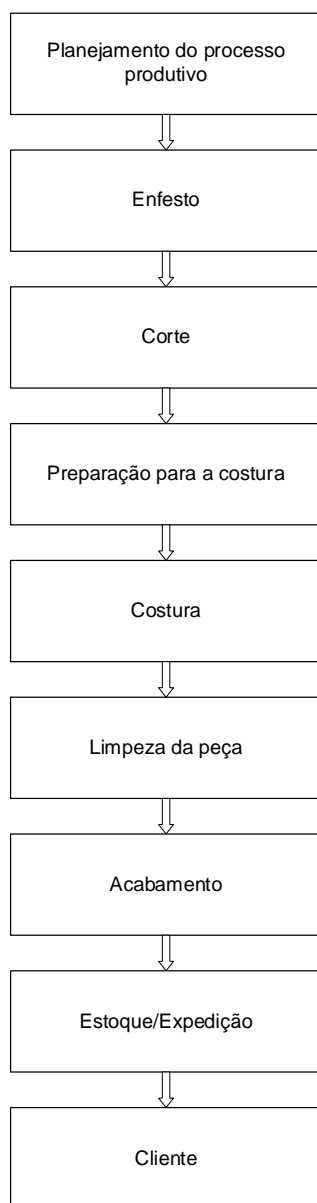 Planejamento do processo
produtivo
Enfesto
Corte
Preparação para a costura
Costura
Limpeza da peça
Acabamento
Estoque/Expedição
Cliente